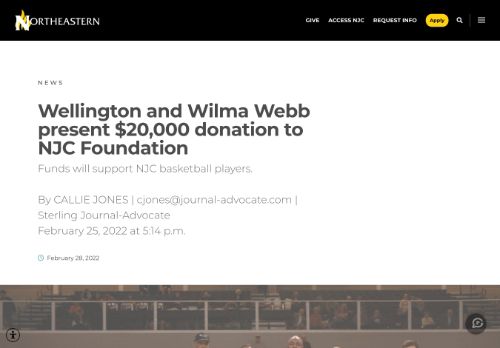 NORTHEASTERN
GIVE ACCESS NJC REQUEST INFO Apply
NEWS
Wellington and Wilma Webb
present $20,000 donation to
NJC Foundation
Funds will support NJC basketball players.
By CALLIE JONES | cjones@journal-advocate.com |
Sterling Journal-Advocate
February 25, 2022 at 5:14 p.m.
February 28, 2022